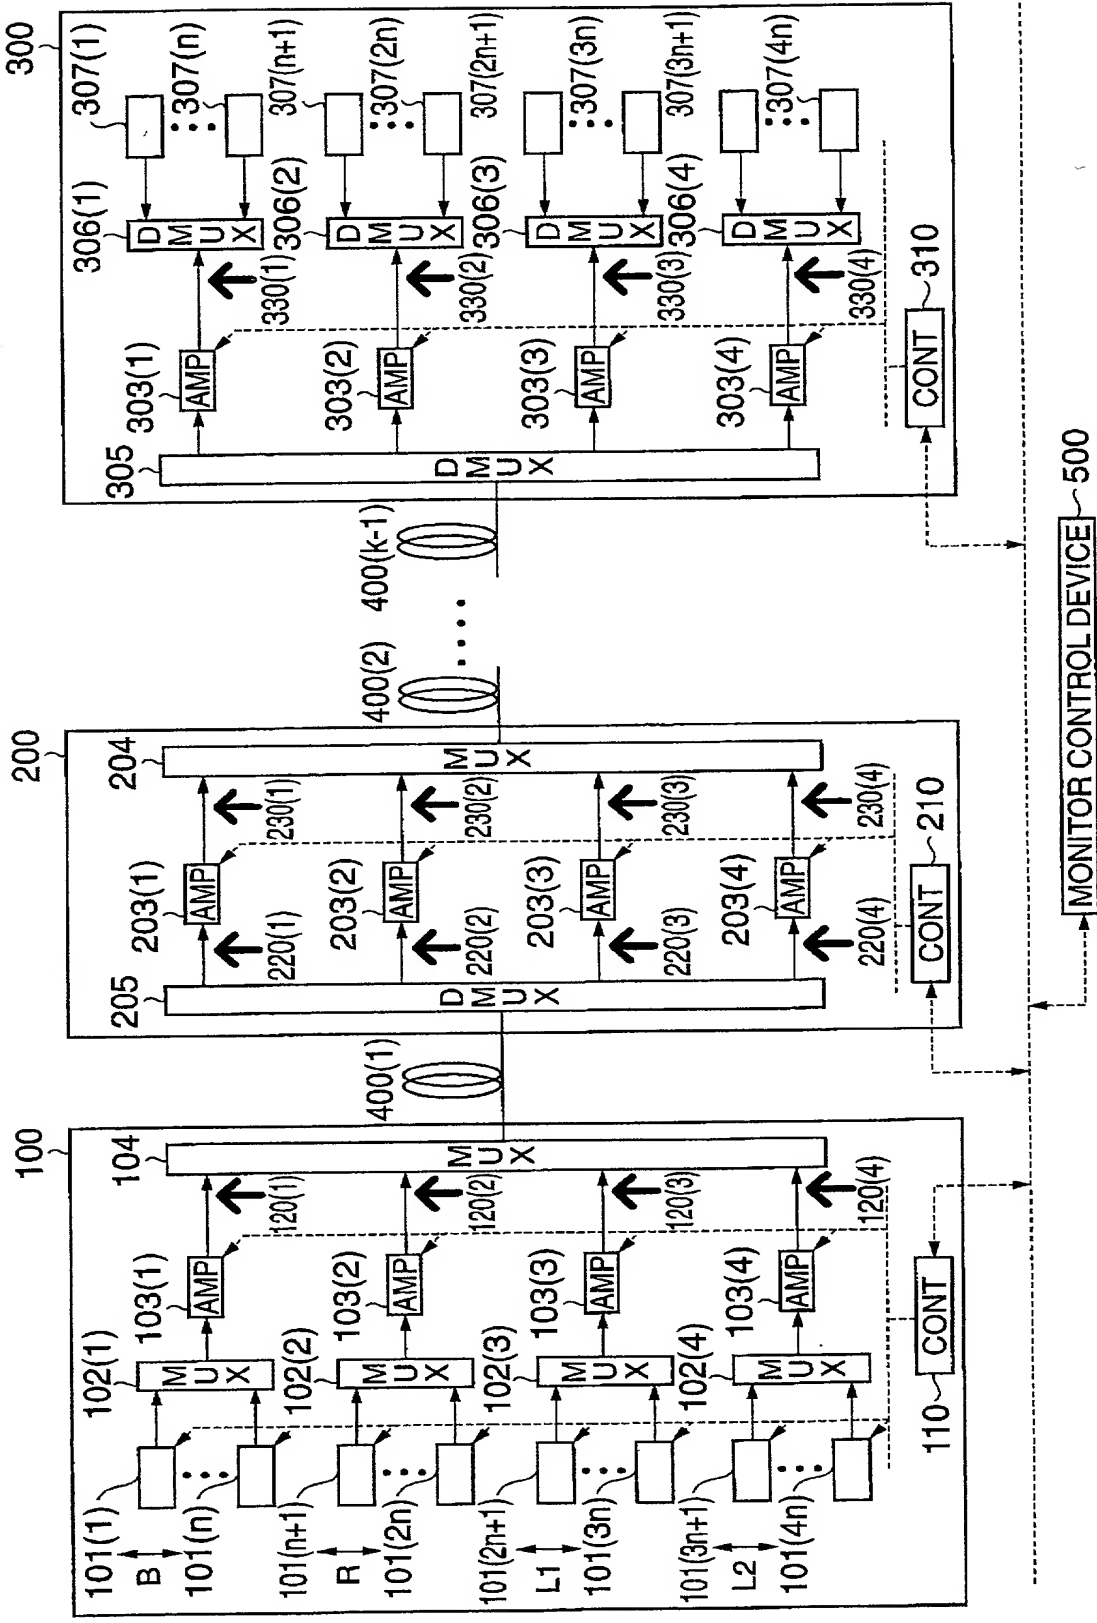 100
101(1)
B
101(n)
101(n+1)
R
101(2n)
101(2n+1)
L1
101(3n)
101(3n+1)
L2
101(4n)
102(1)
MUX
102(2)
MUX
102(3)
MUX
102(4)
MUX
103(1)
AMP
103(2)
AMP
103(3)
AMP
103(4)
AMP
120(1)
120(2)
120(3)
120(4)
104
MUX
110
CONT
400(1)
200
205
DMUX
220(1)
220(2)
220(3)
220(4)
203(1)
AMP
203(2)
AMP
203(3)
AMP
203(4)
AMP
230(1)
230(2)
230(3)
230(4)
204
MUX
CONT
210
400(2)
400(k-1)
300
305
DMUX
303(1)
AMP
303(2)
AMP
303(3)
AMP
303(4)
AMP
330(1)
330(2)
330(3)
330(4)
306(1)
DMUX
306(2)
DMUX
306(3)
DMUX
306(4)
DMUX
307(1)
307(n)
307(n+1)
307(2n)
307(2n+1)
307(3n)
307(3n+1)
307(4n)
CONT
310
MONITOR CONTROL DEVICE
500